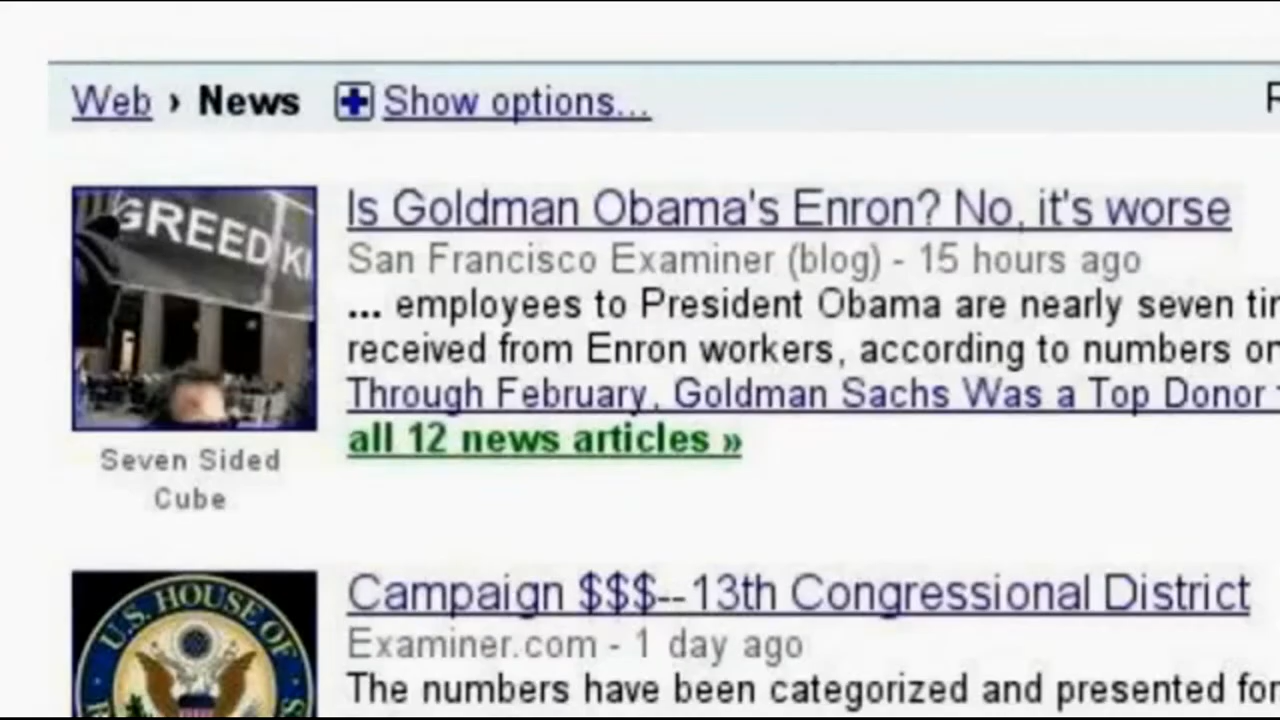 Web › News Show options...
GREED
Is Goldman Obama's Enron? No, it's worse
San Francisco Examiner (blog) - 15 hours ago
... employees to President Obama are nearly seven
received from Enron workers, according to numbers
Through February, Goldman Sachs Was a Top Donor
all 12 news articles »
Seven Sided
Cube
Campaign $$$--13th Congressional District
Examiner.com - 1 day ago
The numbers have been categorized and presented for
U.S. HOUSE OF